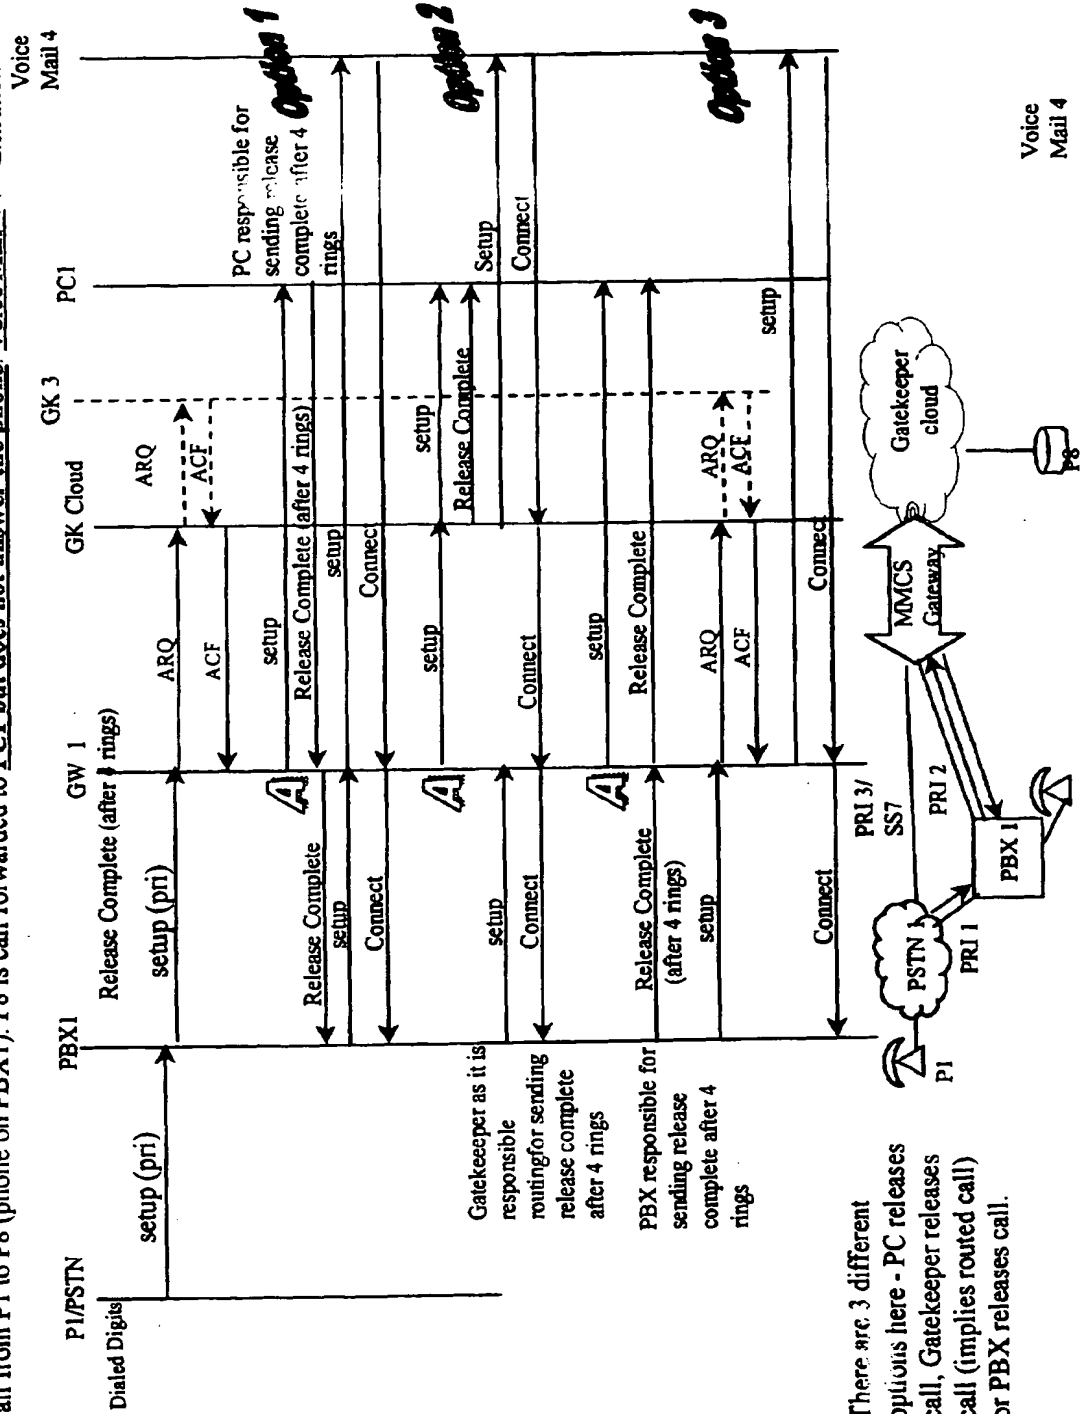 all from P1 to P8 (phone on PBX1). P8 is call forwarded to PC1 but does not answer the phone,
P1/PSTN
PBX1
GW 1
GK Cloud
GK 3
PC1
Voice
Mail 4
Dialed Digits
setup (pri)
setup (pri)
Release Complete (after 4 rings)
ARQ
ACF
ARQ
ACF
PC responsible for
sending release
complete after 4
rings
Option 1
setup
Release Complete (after 4 rings)
setup
Connect
A
Release Complete
setup
Connect
Option 2
Setup
Connect
setup
Release Complete
setup
Connect
A
setup
Connect
Gatekeeeper as it is
responsible
routingfor sending
release complete
after 4 rings
Option 3
setup
Release Complete
A
Release Complete
(after 4 rings)
setup
ARQ
ACF
ARQ
ACF
setup
Connect
Connect
PBX responsible for
sending release
complete after 4
rings
There are 3 different
options here - PC releases
call, Gatekeeper releases
call (implies routed call)
or PBX releases call.
P1
PSTN 1
PRI 1
PBX 1
PRI 2
PRI 3/
SS7
MMCS
Gateway
Gatekeeper
cloud
P8
Voice
Mail 4